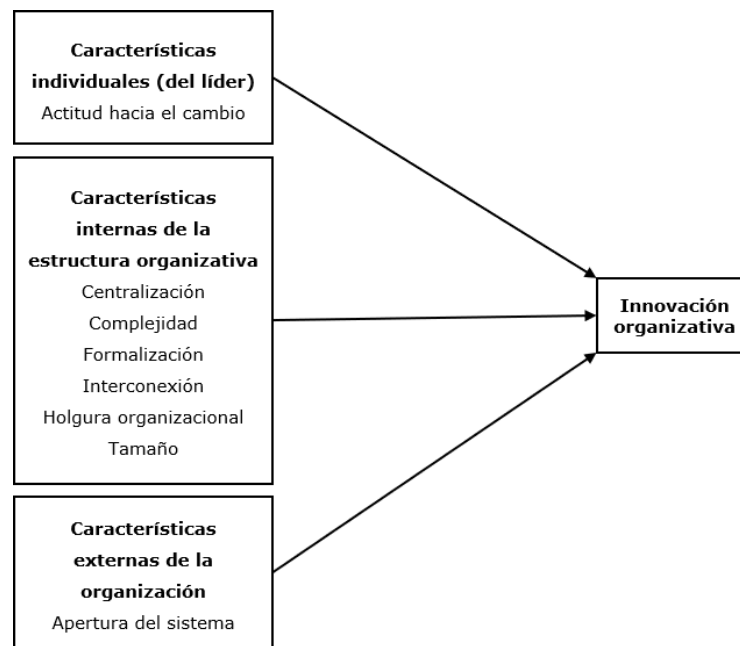 Características
individuales (del líder)
Actitud hacia el cambio
Características
internas de la
estructura organizativa
Centralización
Complejidad
Formalización
Interconexión
Holgura organizacional
Tamaño
Características
externas de la
organización
Apertura del sistema
Innovación
organizativa